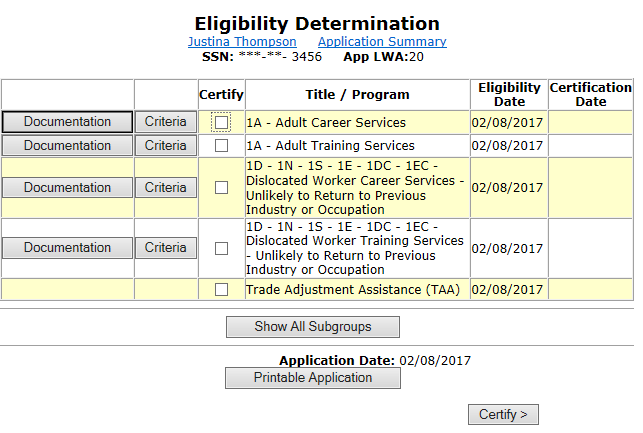 Eligibility Determination
Justina Thompson Application Summary
SSN: ***-**- 3456 App LWA:20
Certify Title / Program Eligibility Date Certification Date
Documentation Criteria 1A - Adult Career Services 02/08/2017
Documentation Criteria 1A - Adult Training Services 02/08/2017
1D - 1N - 1S - 1E - 1DC - 1EC -
Dislocated Worker Career Services -
Documentation Criteria Unlikely to Return to Previous 02/08/2017
Industry or Occupation
1D - 1N - 1S - 1E - 1DC - 1EC -
Dislocated Worker Training Services
Documentation Criteria - Unlikely to Return to Previous 02/08/2017
Industry or Occupation
Trade Adjustment Assistance (TAA) 02/08/2017
Show All Subgroups
Application Date: 02/08/2017
Printable Application
Certify >